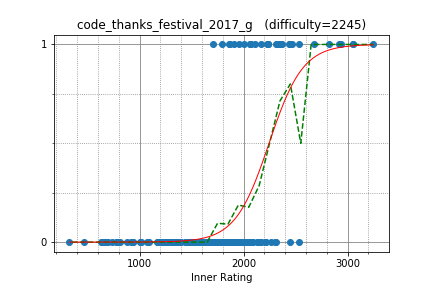 code_thanks_festival_2017_g (difficulty=2245)
1
0
1000 2000 3000
Inner Rating